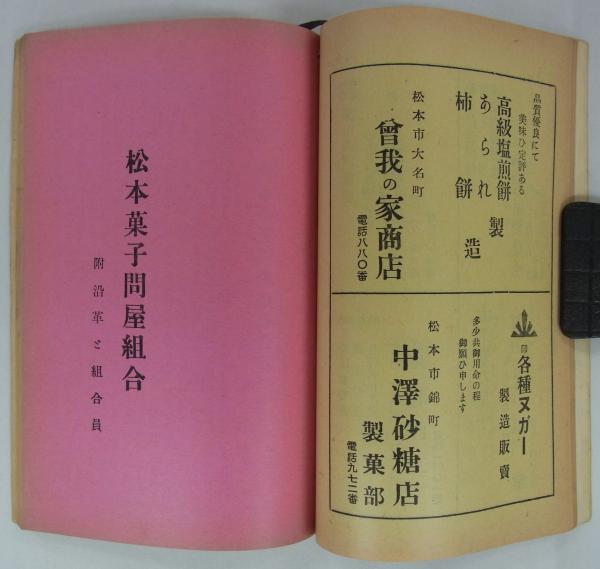 品質優良にて
美味ひ定評ある
高級塩煎餅
あられ
柿餅
製造
松本市大名町
曾我の家商店
電話八八〇番
印
各種ヌガー
製造販賣
多少共御用命の程
御願ひ申します
松本市錦町
中澤砂糖店
製菓部
電話九七二番
松本菓子問屋組合
附沿革と組合員